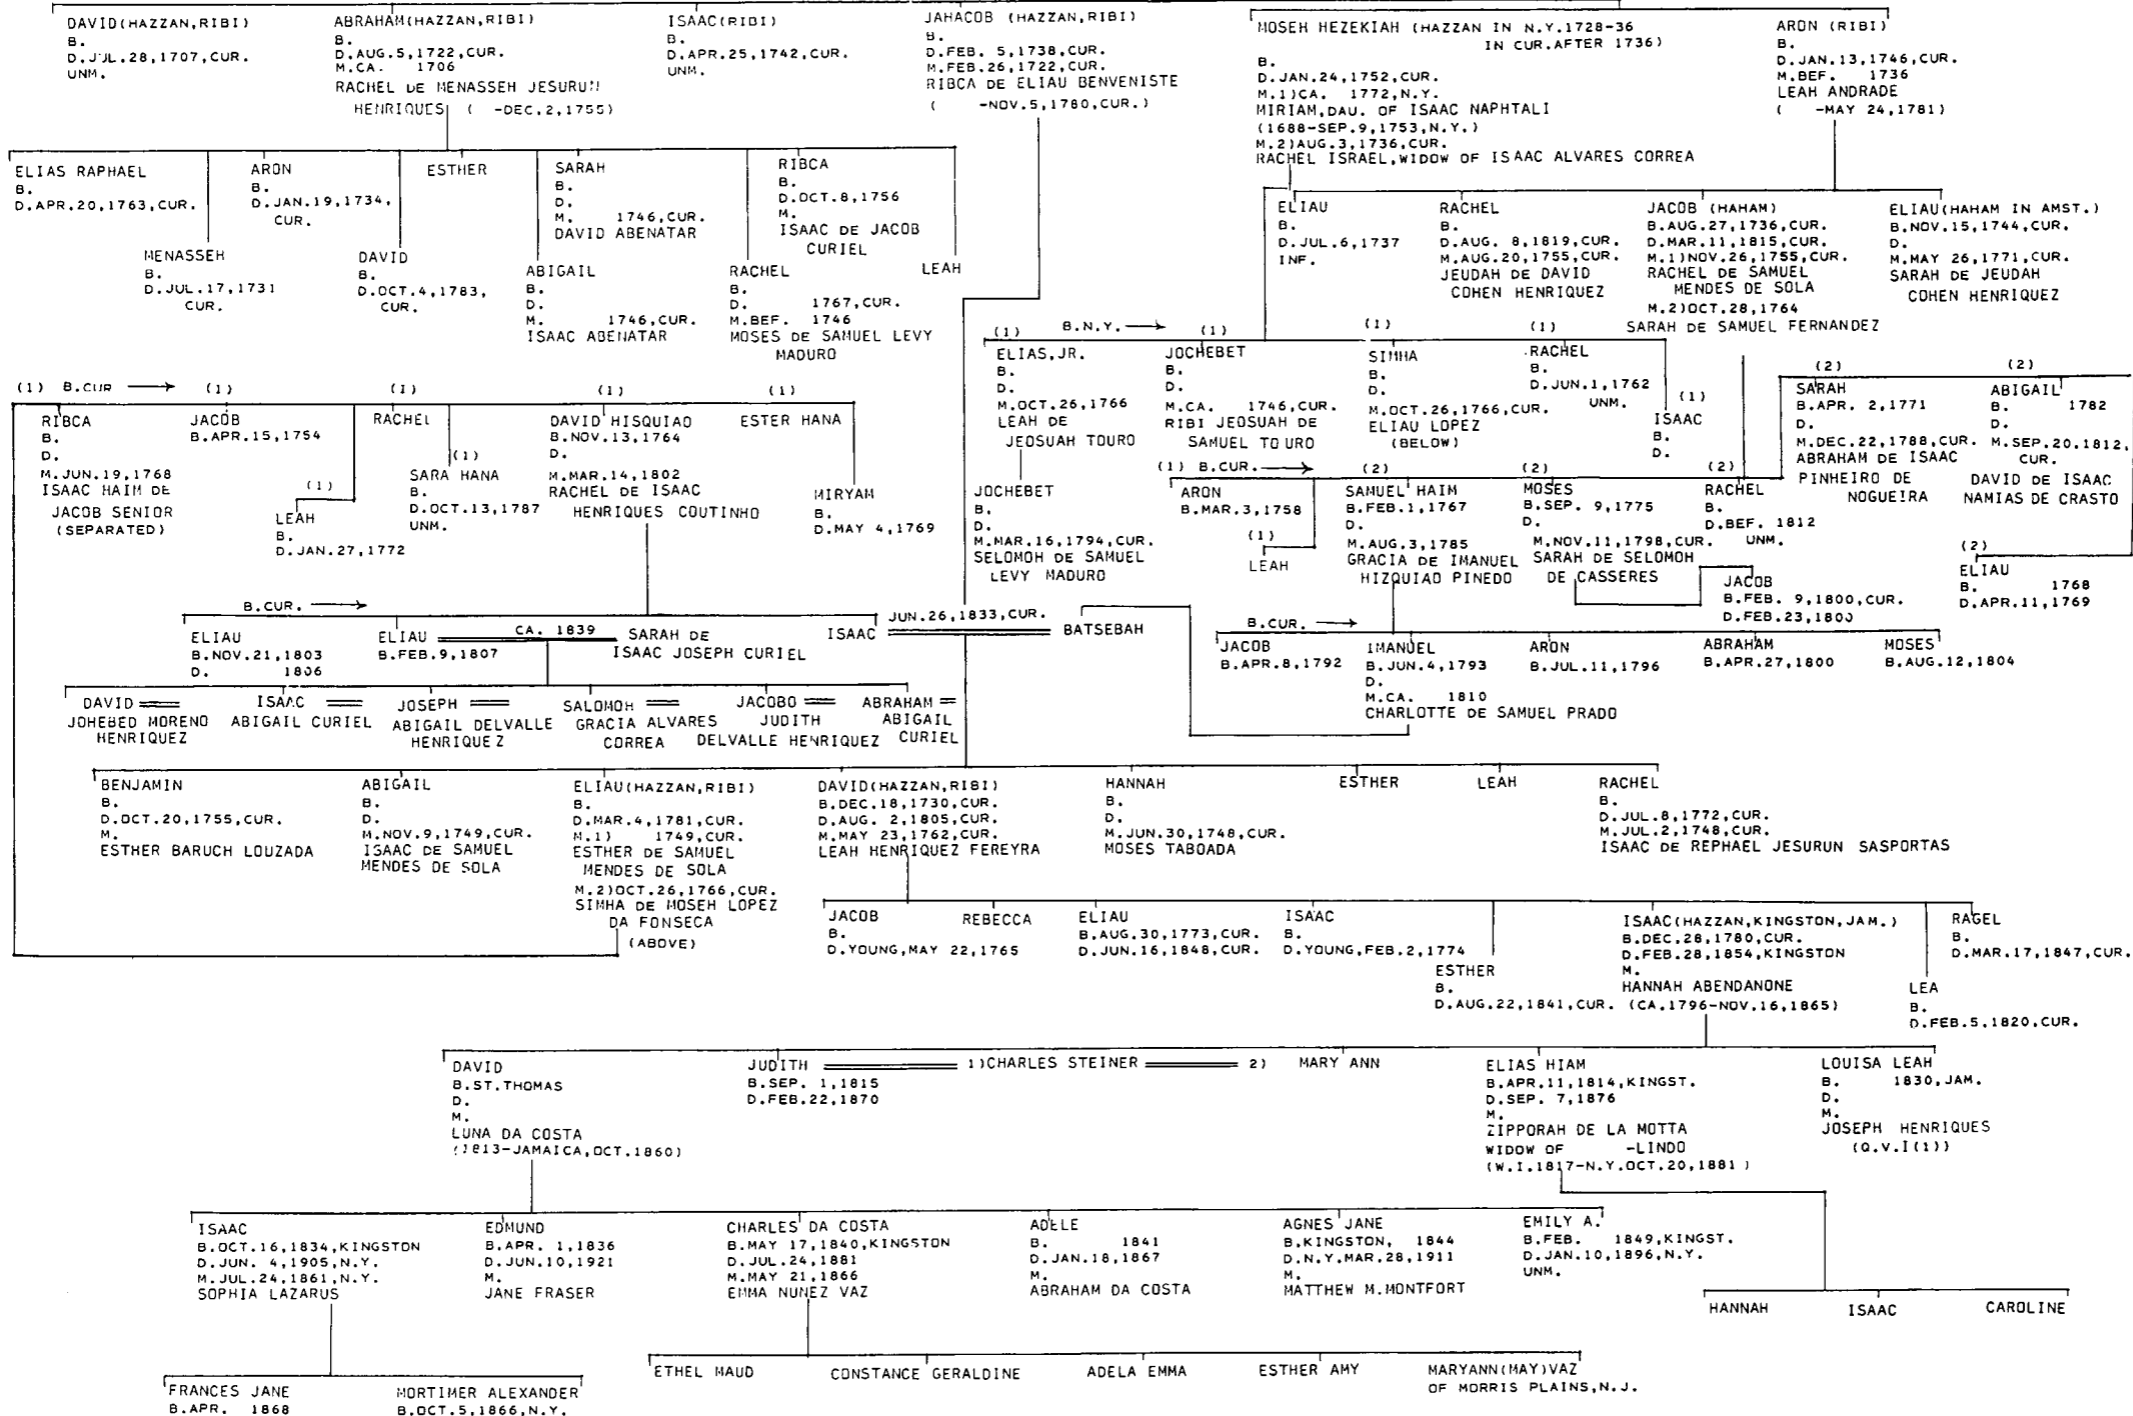 DAVID(HAZZAN,RIBI)
B.
D.JUL.28,1707,CUR.
UNM.
ABRAHAM(HAZZAN,RIBI)
B.
D.AUG.5,1722,CUR.
M.CA. 1706
RACHEL DE MENASSEH JESURUN
HENRIQUES ( -DEC.2,1755)
ISAAC(RIBI)
B.
D.APR.25,1742,CUR.
UNM.
JAHACOB (HAZZAN,RIBI)
B.
D.FEB. 5,1738,CUR.
M.FEB.26,1722,CUR.
RIBCA DE ELIAU BENVENISTE
( -NOV.5,1780,CUR.)
MOSEH HEZEKIAH (HAZZAN IN N.Y.1728-36
IN CUR.AFTER 1736)
B.
D.JAN.24,1752,CUR.
M.1)CA. 1772,N.Y.
MIRIAM,DAU. OF ISAAC NAPHTALI
(1688-SEP.9,1753,N.Y.)
M.2)AUG.3,1736,CUR.
RACHEL ISRAEL,WIDOW OF ISAAC ALVARES CORREA
ARON (RIBI)
B.
D.JAN.13,1746,CUR.
M.BEF. 1736
LEAH ANDRADE
( -MAY 24,1781)
ELIAS RAPHAEL
B.
D.APR.20,1763,CUR.
MENASSEH
B.
D.JUL.17,1731
CUR.
ARON
B.
D.JAN.19,1734,
CUR.
DAVID
B.
D.OCT.4,1783,
CUR.
ESTHER
ABIGAIL
B.
D.
M. 1746,CUR.
ISAAC ABENATAR
SARAH
B.
D.
M. 1746,CUR.
DAVID ABENATAR
RACHEL
B.
D. 1767,CUR.
M.BEF. 1746
MOSES DE SAMUEL LEVY
MADURO
RIBCA
B.
D.OCT.8,1756
M.
ISAAC DE JACOB
CURIEL
LEAH
ELIAU
B.
D.JUL.6,1737
INF.
RACHEL
B.
D.AUG. 8,1819,CUR.
M.AUG.20,1755,CUR.
JEUDAH DE DAVID
COHEN HENRIQUEZ
JACOB (HAHAM)
B.AUG.27,1736,CUR.
D.MAR.11,1815,CUR.
M.1)NOV.26,1755,CUR.
RACHEL DE SAMUEL
MENDES DE SOLA
M.2)OCT.28,1764
SARAH DE SAMUEL FERNANDEZ
ELIAU(HAHAM IN AMST.)
B.NOV.15,1744,CUR.
D.
M.MAY 26,1771,CUR.
SARAH DE JEUDAH
COHEN HENRIQUEZ
(1) B.N.Y. (1) (1) (1)
ELIAS,JR.
B.
D.
M.OCT.26,1766
LEAH DE
JEOSUAH TOURO
JOCHEBET
B.
D.
M.CA. 1746,CUR.
RIBI JEOSUAH DE
SAMUEL TOURO
SIMHA
B.
D.
M.OCT.26,1766,CUR.
ELIAU LOPEZ
(BELOW)
RACHEL
B.
D.JUN.1,1762
UNM.
(1)
ISAAC
B.
D.
(2)
SARAH
B.APR. 2,1771
D.
M.DEC.22,1788,CUR.
ABRAHAM DE ISAAC
PINHEIRO DE
NOGUEIRA
(2)
ABIGAIL
B. 1782
D.
M.SEP.20.1812,
CUR.
DAVID DE ISAAC
NAMIAS DE CRASTO
(1) B.CUR (1) (1) (1) (1)
RIBCA
B.
D.
M.JUN.19,1768
ISAAC HAIM DE
JACOB SENIOR
(SEPARATED)
JACOB
B.APR.15,1754
(1)
LEAH
B.
D.JAN.27,1772
RACHEL
(1)
SARA HANA
B.
D.OCT.13,1787
UNM.
DAVID HISQUIAO
B.NOV.13,1764
D.
M.MAR.14,1802
RACHEL DE ISAAC
HENRIQUES COUTINHO
ESTER HANA
MIRYAM
B.
D.MAY 4,1769
JOCHEBET
B.
D.
M.MAR.16,1794,CUR.
SELOMOH DE SAMUEL
LEVY MADURO
(1) B.CUR. (2) (2) (2)
ARON
B.MAR.3,1758
(1)
LEAH
SAMUEL HAIM
B.FEB.1,1767
D.
M.AUG.3,1785
GRACIA DE IMANUEL
HIZQUIAO PINEDO
MOSES
B.SEP. 9,1775
D.
M.NOV.11,1798,CUR.
SARAH DE SELOMOH
DE CASSERES
RACHEL
B.
D.BEF. 1812
UNM.
JACOB
B.FEB. 9,1800,CUR.
D.FEB.23,1800
(2)
ELIAU
B. 1768
D.APR.11,1769
B.CUR.
ELIAU
B.NOV.21,1803
D. 1806
ELIAU
B.FEB.9,1807
CA. 1839
SARAH DE
ISAAC JOSEPH CURIEL
ISAAC
JUN.26,1833,CUR.
BATSEBAH
B.CUR.
JACOB
B.APR.8,1792
IMANUEL
B.JUN.4,1793
D.
M.CA. 1810
CHARLOTTE DE SAMUEL PRADO
ARON
B.JUL.11,1796
ABRAHAM
B.APR.27,1800
MOSES
B.AUG.12,1804
DAVID
JOHEBED MORENO
HENRIQUEZ
ISAAC
ABIGAIL CURIEL
JOSEPH
ABIGAIL DELVALLE
HENRIQUEZ
SALOMOH
GRACIA ALVARES
CORREA
JACOBO
JUDITH
DELVALLE HENRIQUEZ
ABRAHAM
ABIGAIL
CURIEL
BENJAMIN
B.
D.OCT.20,1755,CUR.
M.
ESTHER BARUCH LOUZADA
ABIGAIL
B.
D.
M.NOV.9,1749,CUR.
ISAAC DE SAMUEL
MENDES DE SOLA
ELIAU(HAZZAN,RIBI)
B.
D.MAR.4,1781,CUR.
M.1) 1749,CUR.
ESTHER DE SAMUEL
MENDES DE SOLA
M.2)OCT.26,1766,CUR.
SIMHA DE MOSEH LOPEZ
DA FONSECA
(ABOVE)
DAVID(HAZZAN,RIBI)
B.DEC.18,1730,CUR.
D.AUG. 2,1805,CUR.
M.MAY 23,1762,CUR.
LEAH HENRIQUEZ FEREYRA
HANNAH
B.
D.
M.JUN.30,1748,CUR.
MOSES TABOADA
ESTHER
LEAH
RACHEL
B.
D.JUL.8,1772,CUR.
M.JUL.2,1748,CUR.
ISAAC DE REPHAEL JESURUN SASPORTAS
JACOB
B.
D.YOUNG,MAY 22,1765
REBECCA
ELIAU
B.AUG.30,1773,CUR.
D.JUN.16,1848,CUR.
ISAAC
B.
D.YOUNG,FEB.2,1774
ESTHER
B.
D.AUG.22,1841,CUR.
ISAAC(HAZZAN,KINGSTON,JAM.)
B.DEC.28,1780,CUR.
D.FEB.28,1854,KINGSTON
M.
HANNAH ABENDANONE
(CA.1796-NOV.16,1865)
LEA
B.
D.FEB.5,1820,CUR.
RAGEL
B.
D.MAR.17,1847,CUR.
DAVID
B.ST.THOMAS
D.
M.
LUNA DA COSTA
(1813-JAMAICA,OCT.1860)
JUDITH
B.SEP. 1,1815
D.FEB.22,1870
1)CHARLES STEINER
2) MARY ANN
ELIAS HIAM
B.APR.11,1814,KINGST.
D.SEP. 7,1876
M.
ZIPPORAH DE LA MOTTA
WIDOW OF -LINDO
(W.I.1817-N.Y.OCT.20,1881)
LOUISA LEAH
B. 1830,JAM.
D.
M.
JOSEPH HENRIQUES
(Q.V.I(1))
ISAAC
B.OCT.16,1834,KINGSTON
D.JUN. 4,1905,N.Y.
M.JUL.24,1861,N.Y.
SOPHIA LAZARUS
EDMUND
B.APR. 1,1836
D.JUN.10,1921
M.
JANE FRASER
CHARLES DA COSTA
B.MAY 17,1840,KINGSTON
D.JUL.24,1881
M.MAY 21,1866
EMMA NUNEZ VAZ
ADELE
B. 1841
D.JAN.18,1867
M.
ABRAHAM DA COSTA
AGNES JANE
B.KINGSTON, 1844
D.N.Y.MAR.28,1911
M.
MATTHEW M.MONTFORT
EMILY A.
B.FEB. 1849,KINGST.
D.JAN.10,1896,N.Y.
UNM.
HANNAH
ISAAC
CAROLINE
FRANCES JANE
B.APR. 1868
MORTIMER ALEXANDER
B.OCT.5,1866,N.Y.
ETHEL MAUD
CONSTANCE GERALDINE
ADELA EMMA
ESTHER AMY
MARYANN(MAY)VAZ
OF MORRIS PLAINS,N.J.